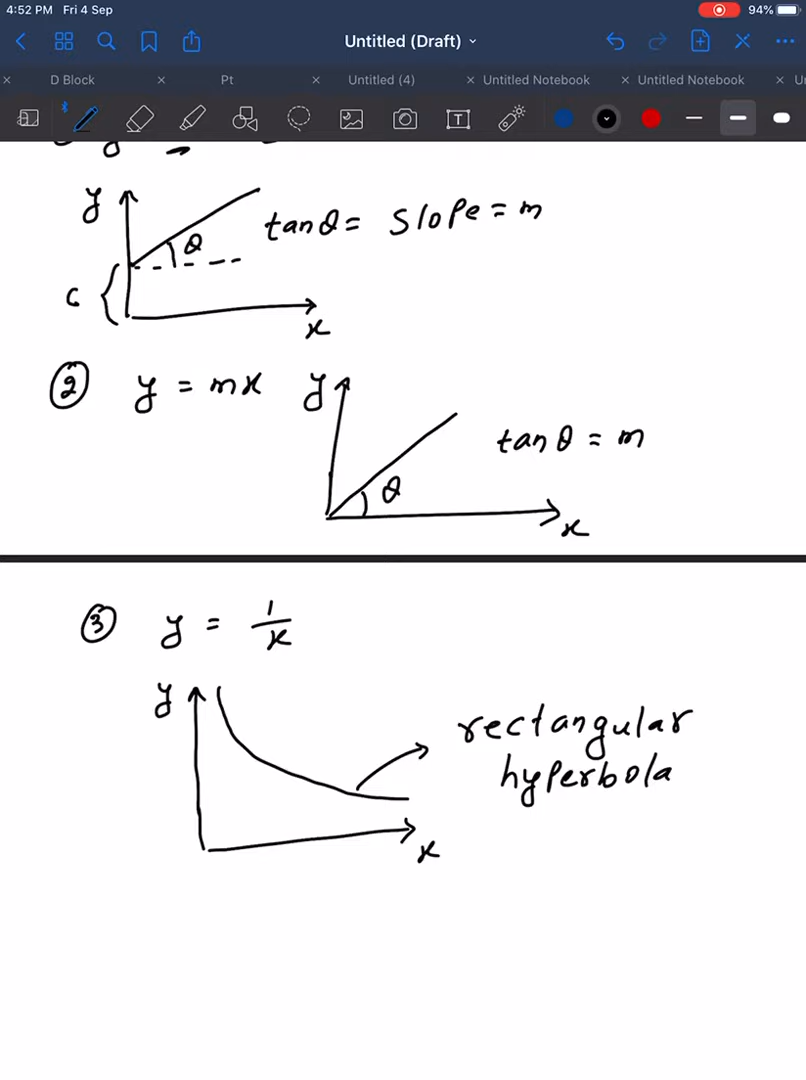 4:52 PM Fri 4 Sep 94%
Untitled (Draft)
D Block Pt Untitled (4) Untitled Notebook Untitled Notebook
T
y
tanθ = Slope = m
θ
c
x
② y = mx y
tanθ = m
θ
x
③ y = 1/x
y
rectangular
hyperbola
x